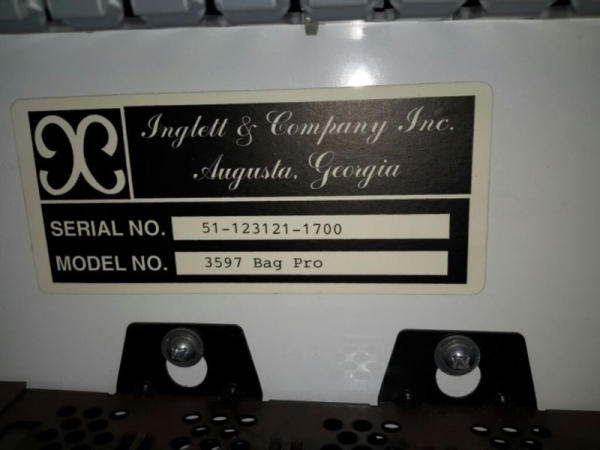 Inglett & Company Inc.
Augusta, Georgia
SERIAL NO. 51-123121-1700
MODEL NO. 3597 Bag Pro